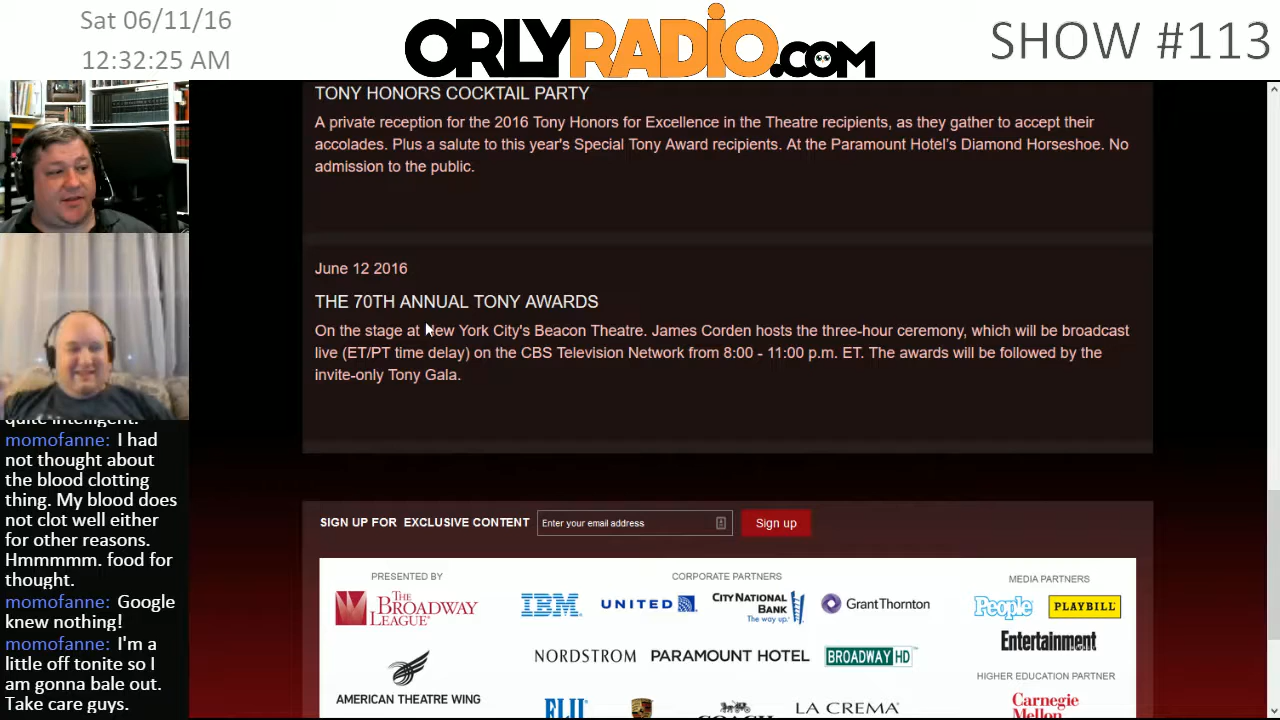 Sat 06/11/16
12:32:25 AM
ORLYRADIO.COM
SHOW #113
TONY HONORS COCKTAIL PARTY
A private reception for the 2016 Tony Honors for Excellence in the Theatre recipients, as they gather to accept their
accolades. Plus a salute to this year's Special Tony Award recipients. At the Paramount Hotel's Diamond Horseshoe. No
admission to the public.
June 12 2016
THE 70TH ANNUAL TONY AWARDS
On the stage at New York City's Beacon Theatre. James Corden hosts the three-hour ceremony, which will be broadcast
live (ET/PT time delay) on the CBS Television Network from 8:00 - 11:00 p.m. ET. The awards will be followed by the
invite-only Tony Gala.
quite intelligent.
momofanne: I had
not thought about
the blood clotting
thing. My blood does
not clot well either
for other reasons.
Hmmmmm. food for
thought.
momofanne: Google
knew nothing!
momofanne: I'm a
little off tonite so I
am gonna bale out.
Take care guys.
SIGN UP FOR EXCLUSIVE CONTENT
Enter your email address
Sign up
PRESENTED BY
THE
BROADWAY
LEAGUE
AMERICAN THEATRE WING
CORPORATE PARTNERS
IBM
UNITED
CITY NATIONAL
BANK
The way up.
GrantThornton
NORDSTROM
PARAMOUNT HOTEL
BROADWAY HD
COACH
LA CREMA
MEDIA PARTNERS
People
PLAYBILL
Entertainment
HIGHER EDUCATION PARTNER
Carnegie
Mellon